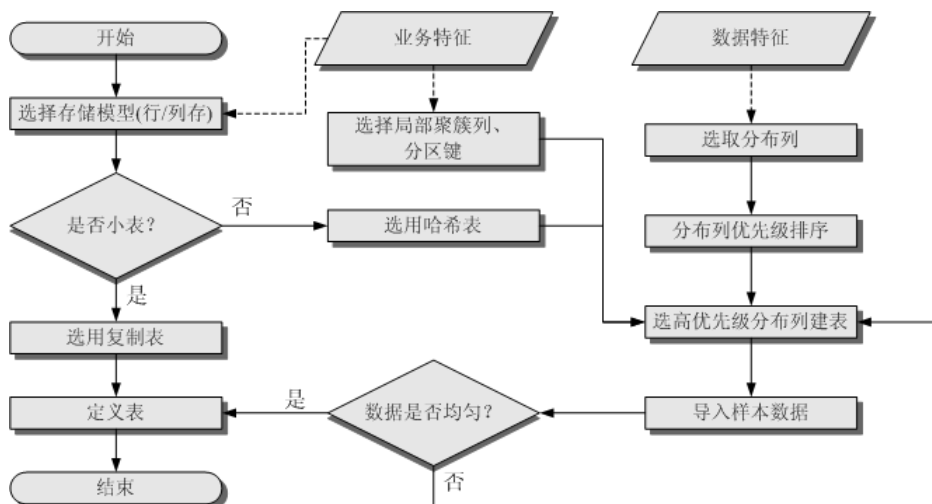 开始
业务特征
数据特征
选择存储模型(行/列存)
选择局部聚簇列、
分区键
选取分布列
是否小表？
否
选用哈希表
分布列优先级排序
是
选用复制表
选高优先级分布列建表
定义表
是
数据是否均匀？
导入样本数据
否
结束